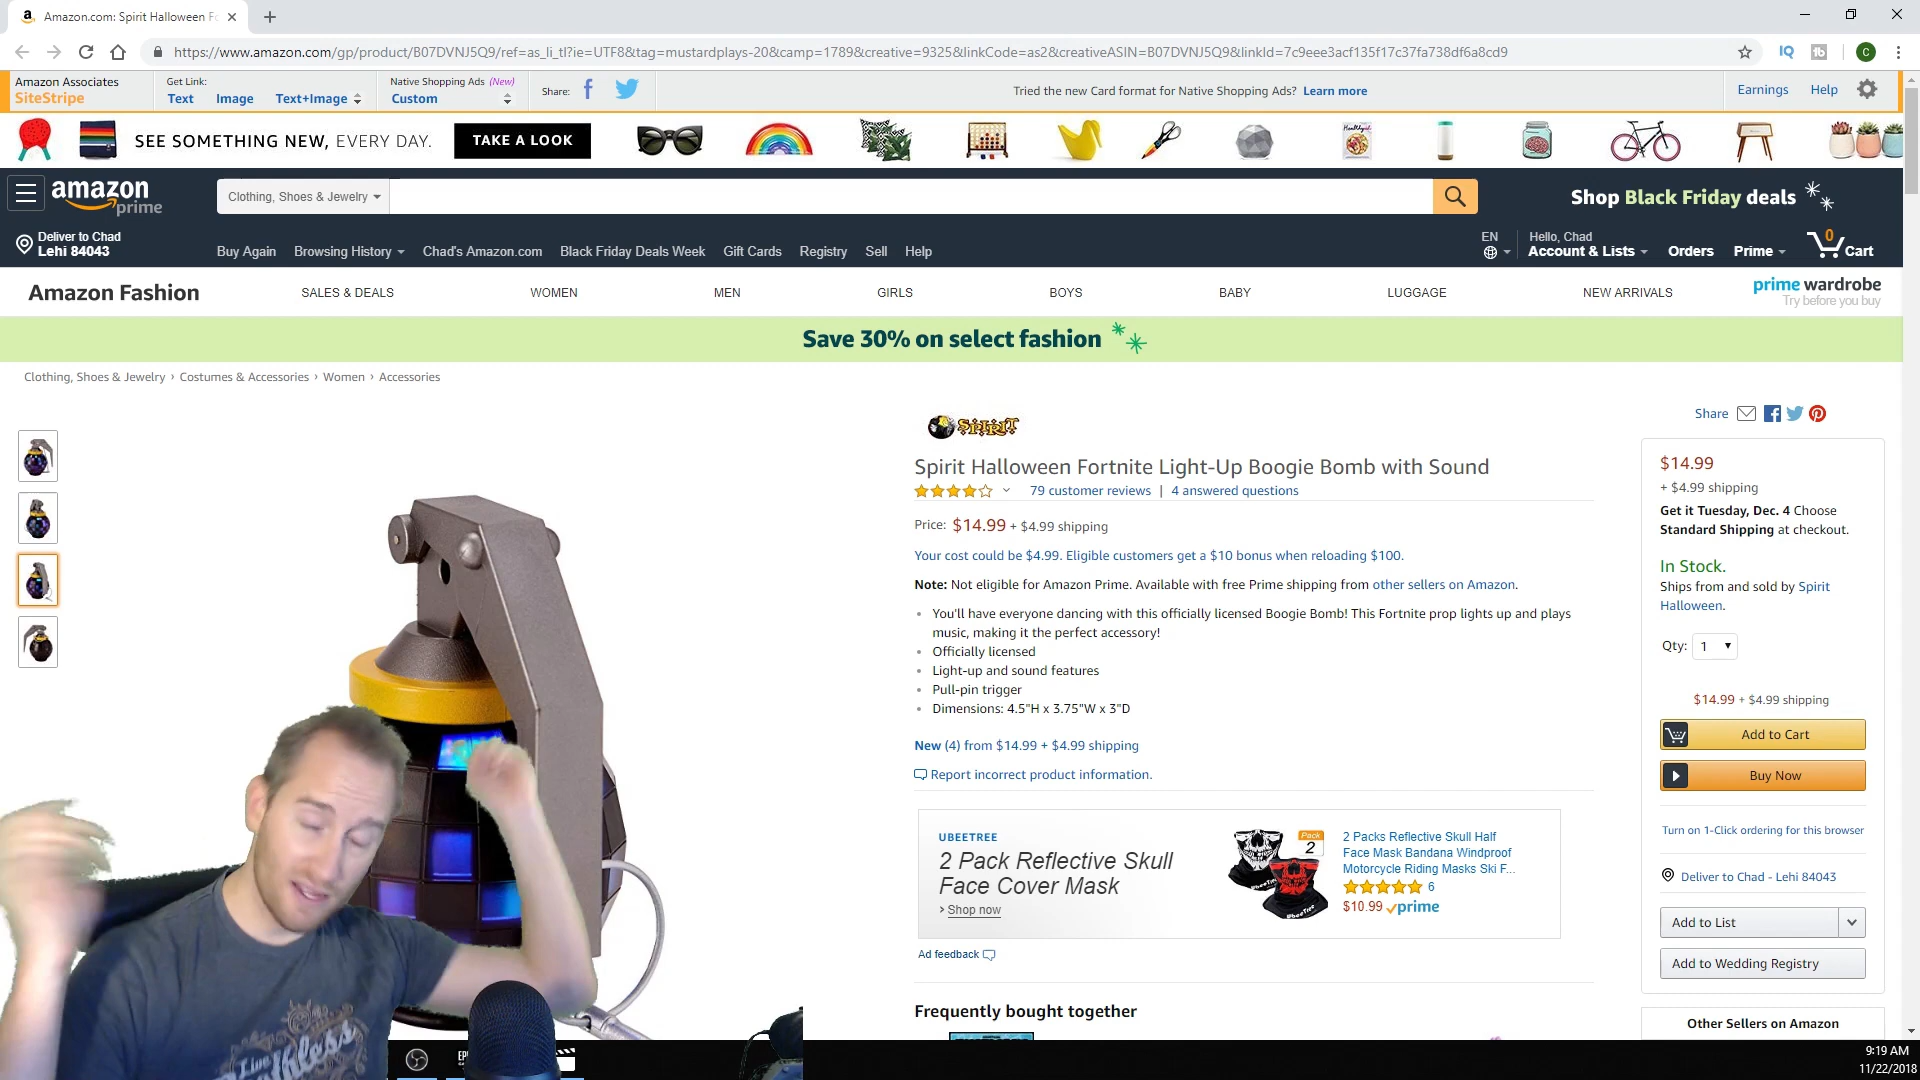 Amazon.com: Spirit Halloween Fo
https://www.amazon.com/gp/product/B07DVNJ5Q9/ref=as_li_tl?ie=UTF8&tag=mustardplays-20&camp=1789&creative=9325&linkCode=as2&creativeASIN=B07DVNJ5Q9&linkId=7c9eee3acf135f17c37fa738df6a8cd9
IQ
tb
C
Amazon Associates
SiteStripe
Get Link:
Text Image Text+Image
Native Shopping Ads (New)
Custom
Share:
Tried the new Card format for Native Shopping Ads? Learn more
Earnings Help
SEE SOMETHING NEW, EVERY DAY. TAKE A LOOK
amazon prime
Clothing, Shoes & Jewelry
Shop Black Friday deals
Deliver to Chad
Lehi 84043
Buy Again Browsing History Chad's Amazon.com Black Friday Deals Week Gift Cards Registry Sell Help
EN
Hello, Chad
Account & Lists Orders Prime 0 Cart
Amazon Fashion SALES & DEALS WOMEN MEN GIRLS BOYS BABY LUGGAGE NEW ARRIVALS
prime wardrobe
Try before you buy
Save 30% on select fashion
Clothing, Shoes & Jewelry › Costumes & Accessories › Women › Accessories
SPIRIT
Spirit Halloween Fortnite Light-Up Boogie Bomb with Sound
79 customer reviews | 4 answered questions
Price: $14.99 + $4.99 shipping
Your cost could be $4.99. Eligible customers get a $10 bonus when reloading $100.
Note: Not eligible for Amazon Prime. Available with free Prime shipping from other sellers on Amazon.
You'll have everyone dancing with this officially licensed Boogie Bomb! This Fortnite prop lights up and plays
music, making it the perfect accessory!
Officially licensed
Light-up and sound features
Pull-pin trigger
Dimensions: 4.5"H x 3.75"W x 3"D
New (4) from $14.99 + $4.99 shipping
Report incorrect product information.
UBEETREE
2 Pack Reflective Skull
Face Cover Mask
› Shop now
Pack
2
2 Packs Reflective Skull Half
Face Mask Bandana Windproof
Motorcycle Riding Masks Ski F...
6
$10.99 prime
Ad feedback
Frequently bought together
Share
$14.99
+ $4.99 shipping
Get it Tuesday, Dec. 4 Choose
Standard Shipping at checkout.
In Stock.
Ships from and sold by Spirit
Halloween.
Qty: 1
$14.99 + $4.99 shipping
Add to Cart
Buy Now
Turn on 1-Click ordering for this browser
Deliver to Chad - Lehi 84043
Add to List
Add to Wedding Registry
Other Sellers on Amazon
9:19 AM
11/22/2018